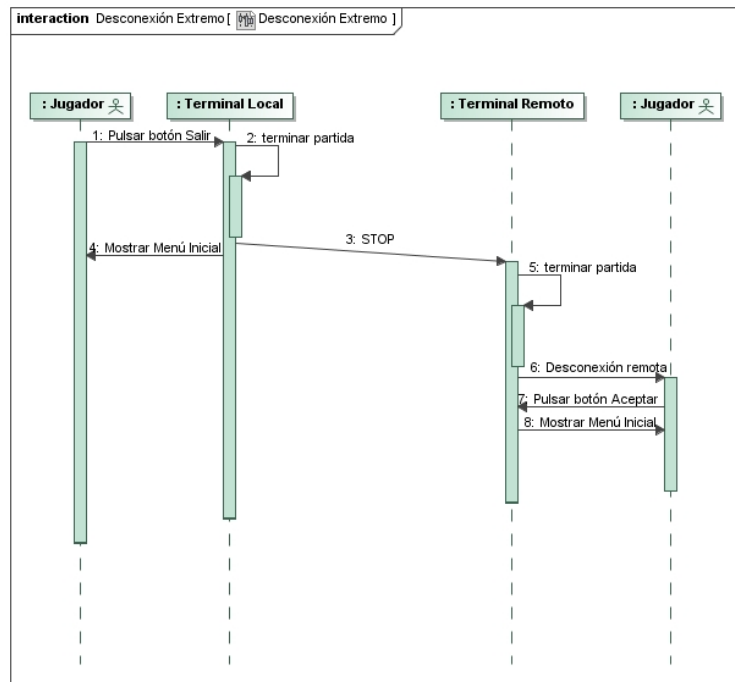 interaction Desconexión Extremo[ Desconexión Extremo ]
: Jugador : Terminal Local : Terminal Remoto : Jugador
1: Pulsar botón Salir
2: terminar partida
3: STOP
4: Mostrar Menú Inicial
5: terminar partida
6: Desconexión remota
7: Pulsar botón Aceptar
8: Mostrar Menú Inicial